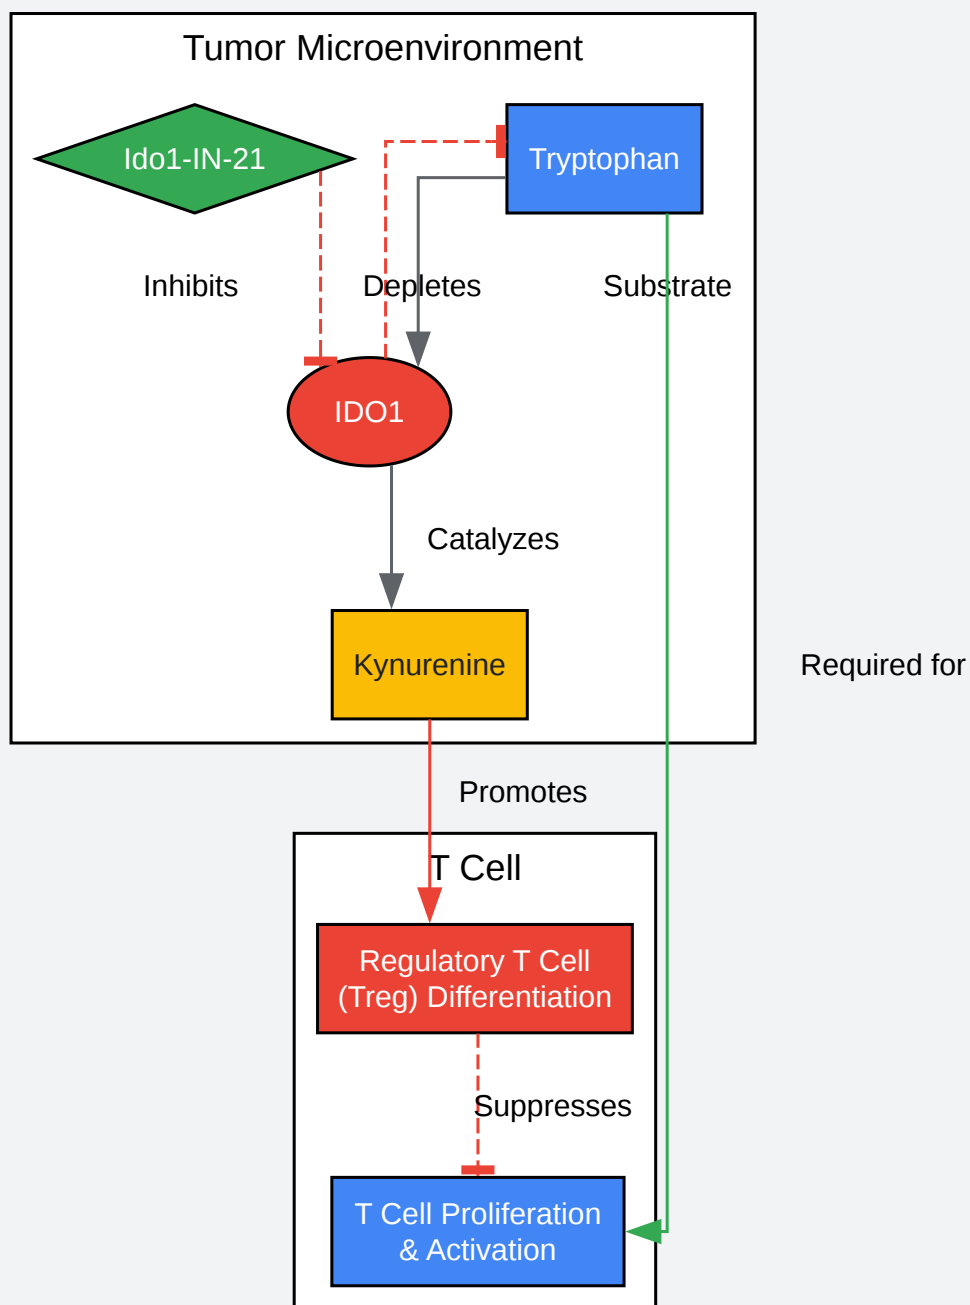 Tumor Microenvironment
Ido1-IN-21
Tryptophan
Inhibits
Depletes
Substrate
IDO1
Catalyzes
Kynurenine
Required for
Promotes
T Cell
Regulatory T Cell
(Treg) Differentiation
Suppresses
T Cell Proliferation
& Activation